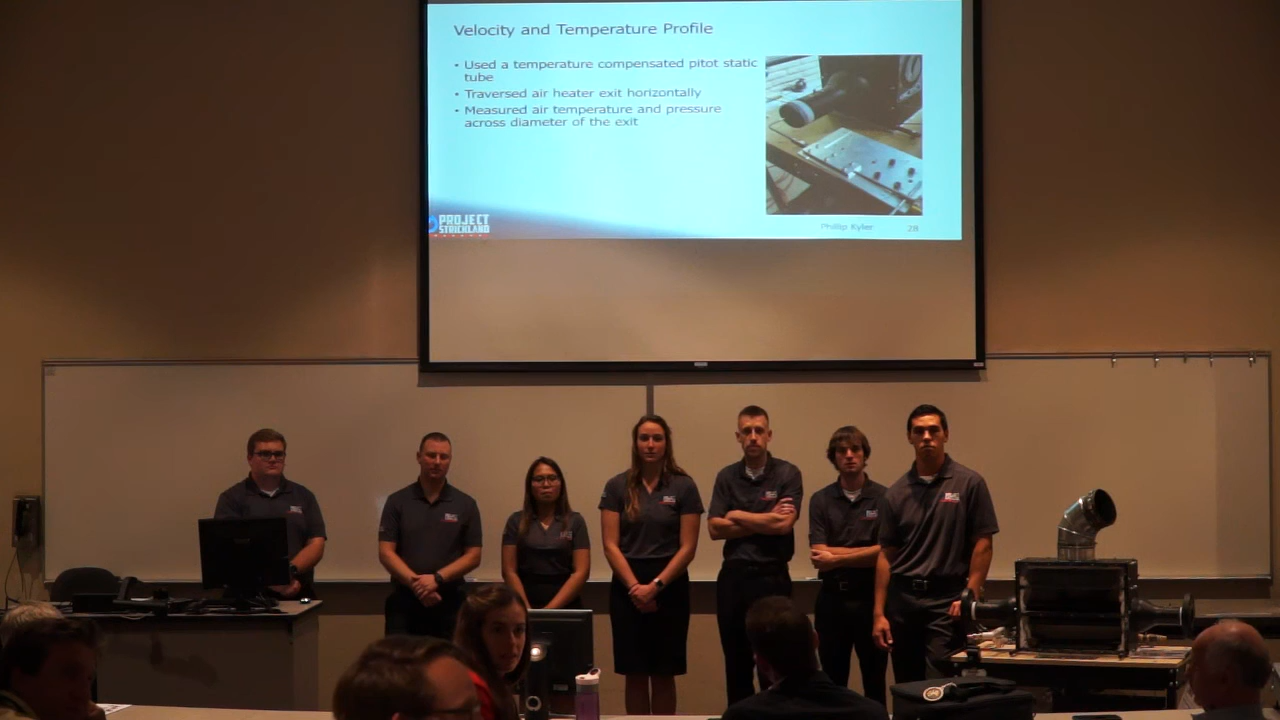 Velocity and Temperature Profile
• Used a temperature compensated pitot static
tube
• Traversed air heater exit horizontally
• Measured air temperature and pressure
across diameter of the exit
PROJECT
STRICKLAND
Phillip Kyler 28